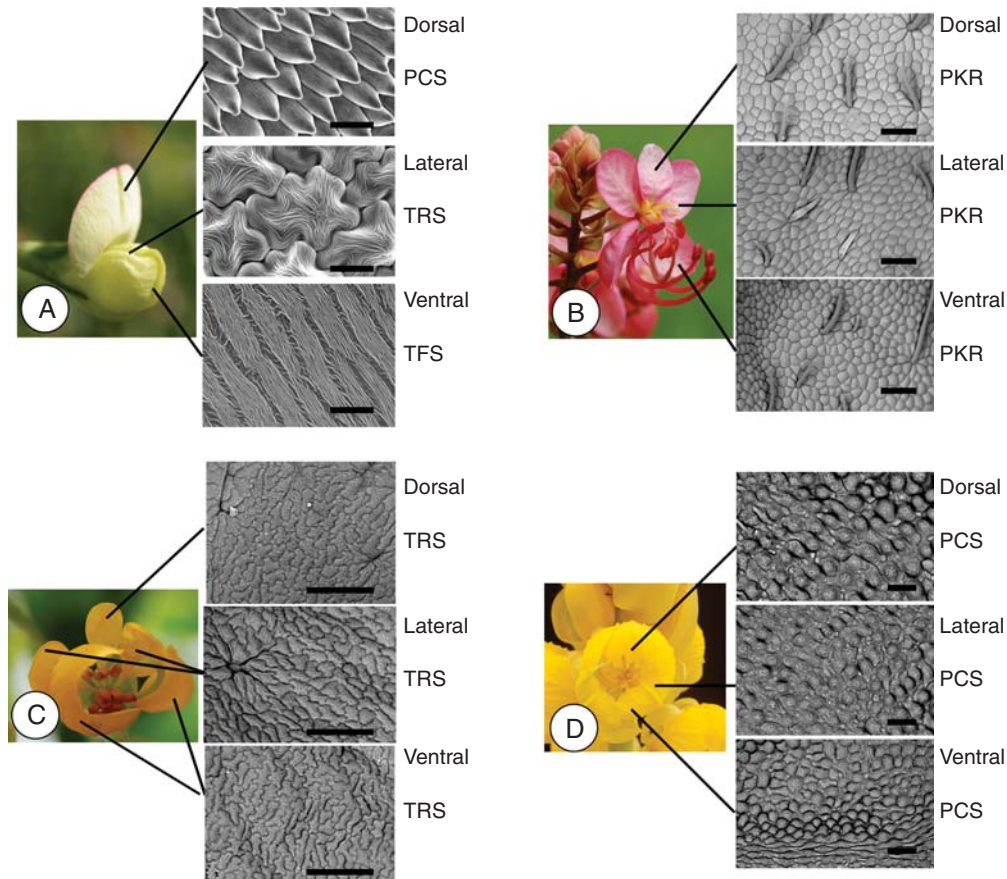 Dorsal
PCS
Lateral
TRS
Ventral
TFS
A
Dorsal
PKR
Lateral
PKR
Ventral
PKR
B
Dorsal
TRS
Lateral
TRS
Ventral
TRS
C
Dorsal
PCS
Lateral
PCS
Ventral
PCS
D